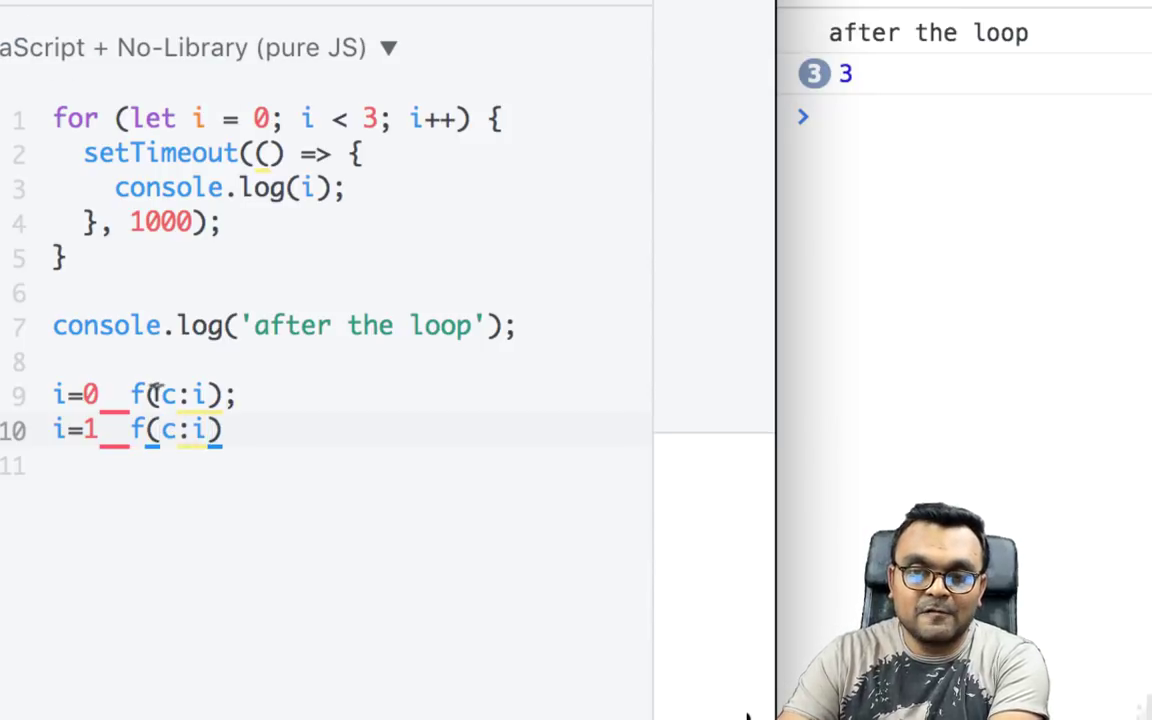 aScript + No-Library (pure JS) ▼
1 for (let i = 0; i < 3; i++) {
2 setTimeout(() => {
3 console.log(i);
4 }, 1000);
5 }
6
7 console.log('after the loop');
8
9 i=0 f(c:i);
10 i=1 f(c:i)
11
after the loop
3 3
>